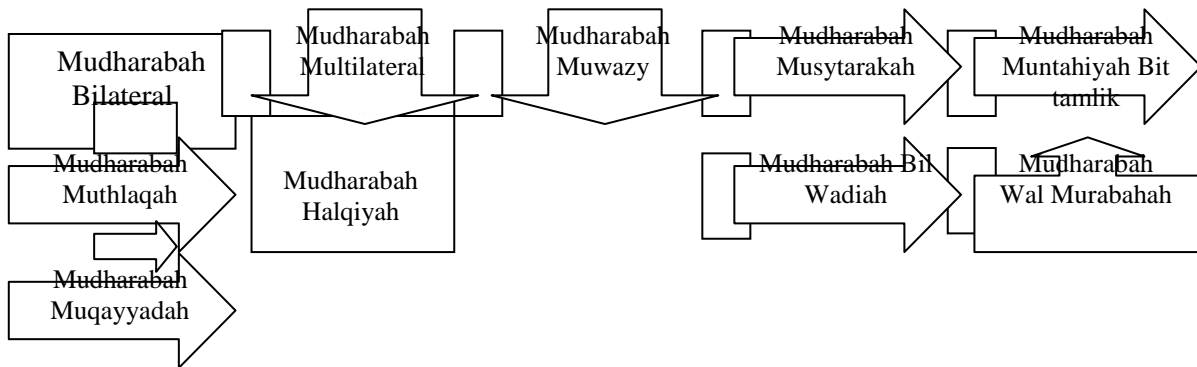 Mudharabah
Bilateral
Mudharabah
Multilateral
Mudharabah
Muwazy
Mudharabah
Musytarakah
Mudharabah
Muntahiyah Bit
tamlik
Mudharabah
Muthlaqah
Mudharabah
Halqiyah
Mudharabah Bil
Wadiah
Mudharabah
Wal Murabahah
Mudharabah
Muqayyadah